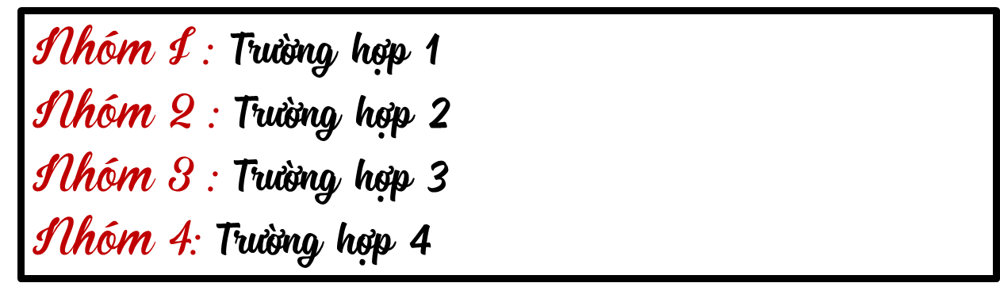 Nhóm 1 : Trường hợp 1
Nhóm 2 : Trường hợp 2
Nhóm 3 : Trường hợp 3
Nhóm 4: Trường hợp 4